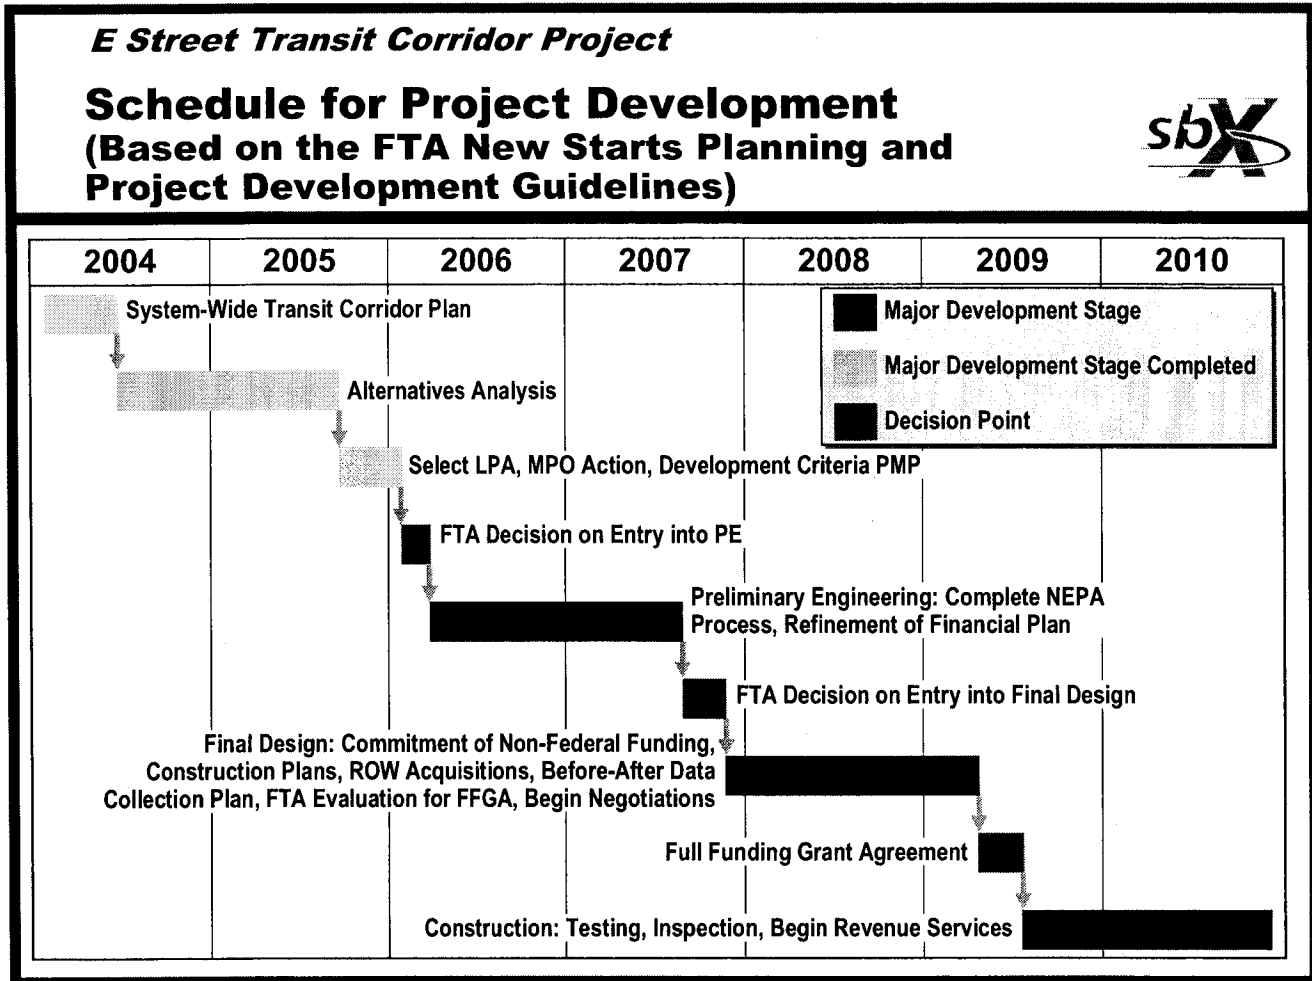 E Street Transit Corridor Project
Schedule for Project Development
(Based on the FTA New Starts Planning and
Project Development Guidelines)
sbX
2004 2005 2006 2007 2008 2009 2010
System-Wide Transit Corridor Plan
Major Development Stage
Major Development Stage Completed
Decision Point
Alternatives Analysis
Select LPA, MPO Action, Development Criteria PMP
FTA Decision on Entry into PE
Preliminary Engineering: Complete NEPA
Process, Refinement of Financial Plan
FTA Decision on Entry into Final Design
Final Design: Commitment of Non-Federal Funding,
Construction Plans, ROW Acquisitions, Before-After Data
Collection Plan, FTA Evaluation for FFGA, Begin Negotiations
Full Funding Grant Agreement
Construction: Testing, Inspection, Begin Revenue Services